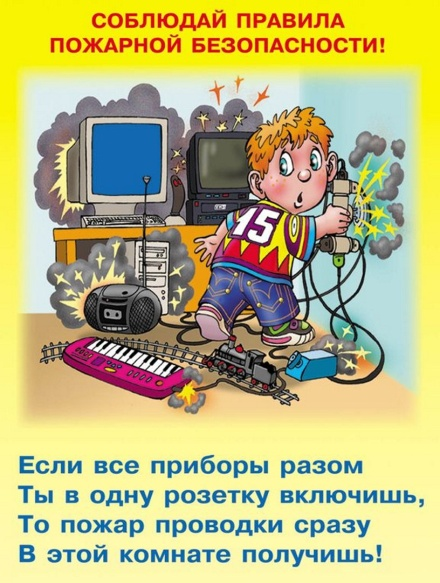 СОБЛЮДАЙ ПРАВИЛА
ПОЖАРНОЙ БЕЗОПАСНОСТИ!
45
Если все приборы разом
Ты в одну розетку включишь,
То пожар проводки сразу
В этой комнате получишь!